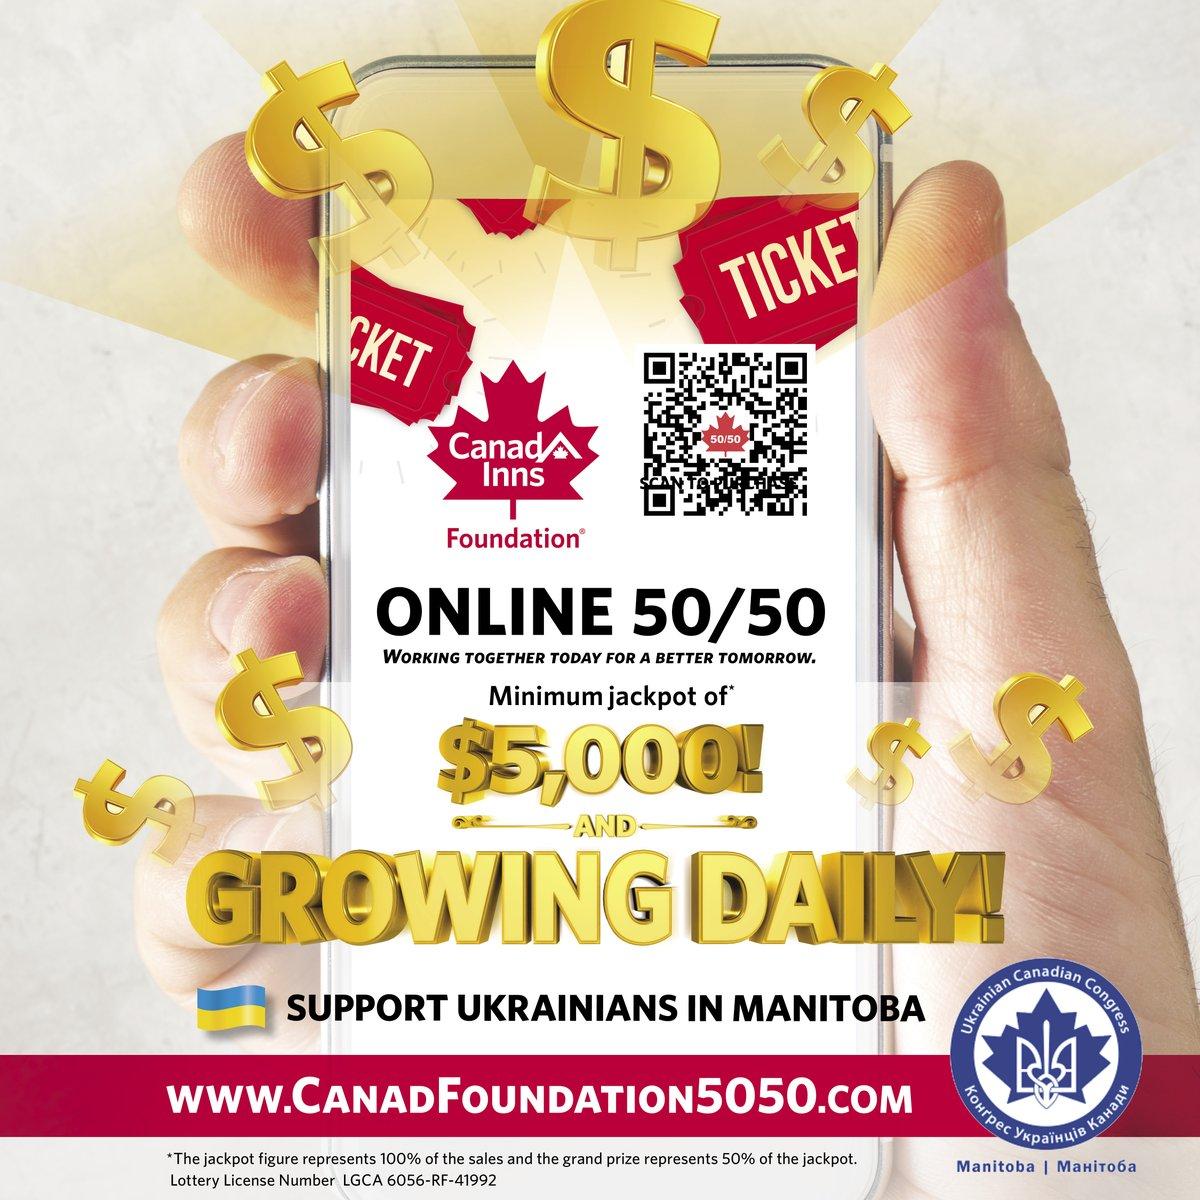 TICKET
CKET
Canad
Inns
Foundation®
50/50
SCAN TO PURCHASE
ONLINE 50/50
WORKING TOGETHER TODAY FOR A BETTER TOMORROW.
Minimum jackpot of*
$5,000!
AND
GROWING DAILY!
SUPPORT UKRAINIANS IN MANITOBA
Ukrainian Canadian Congress
Конґрес Українців Канади
www.CanadFoundation5050.com
Manitoba | Манітоба
*The jackpot figure represents 100% of the sales and the grand prize represents 50% of the jackpot.
Lottery License Number LGCA 6056-RF-41992